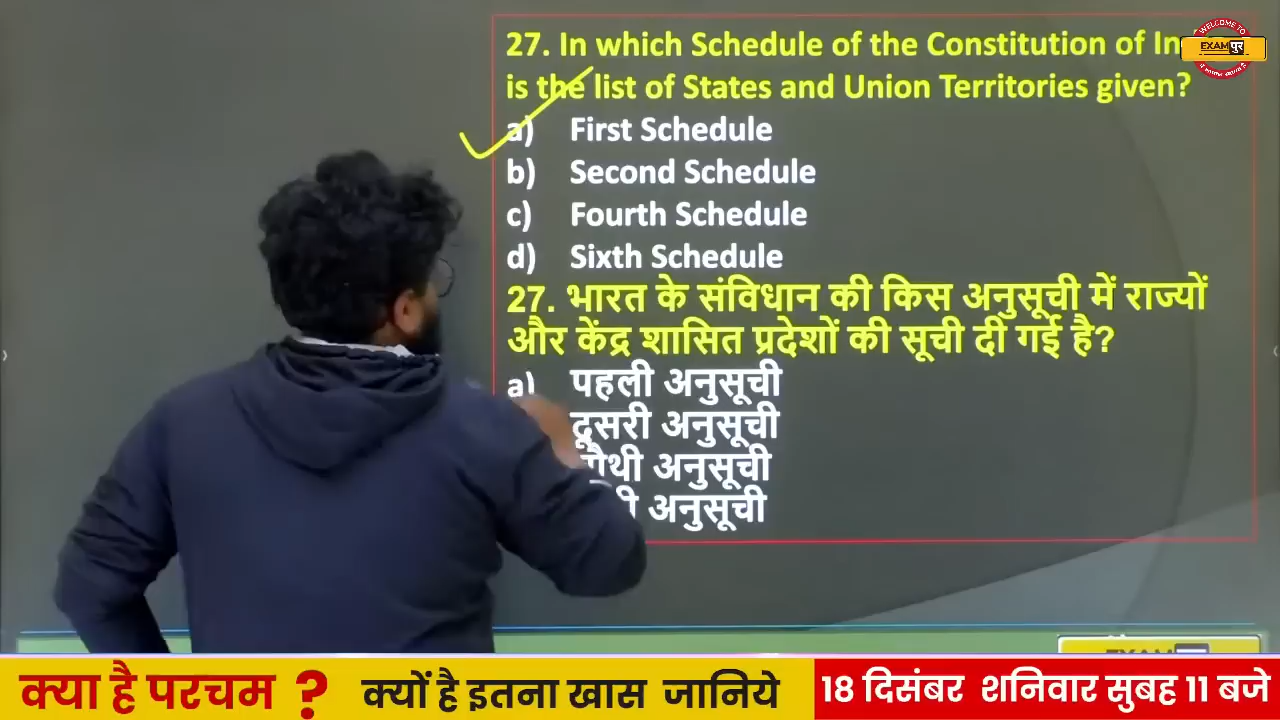 27. In which Schedule of the Constitution of
is the list of States and Union Territories given?
a) First Schedule
b) Second Schedule
c) Fourth Schedule
d) Sixth Schedule
27. भारत के संविधान की किस अनुसूची में राज्यों
और केंद्र शासित प्रदेशों की सूची दी गई है?
a) पहली अनुसूची
दूसरी अनुसूची
अनुसूची
अनुसूची
WELCOME TO
EXAM पुर
क्या है परचम ? क्यों है इतना खास जानिये
18 दिसंबर शनिवार सुबह 11 बजे